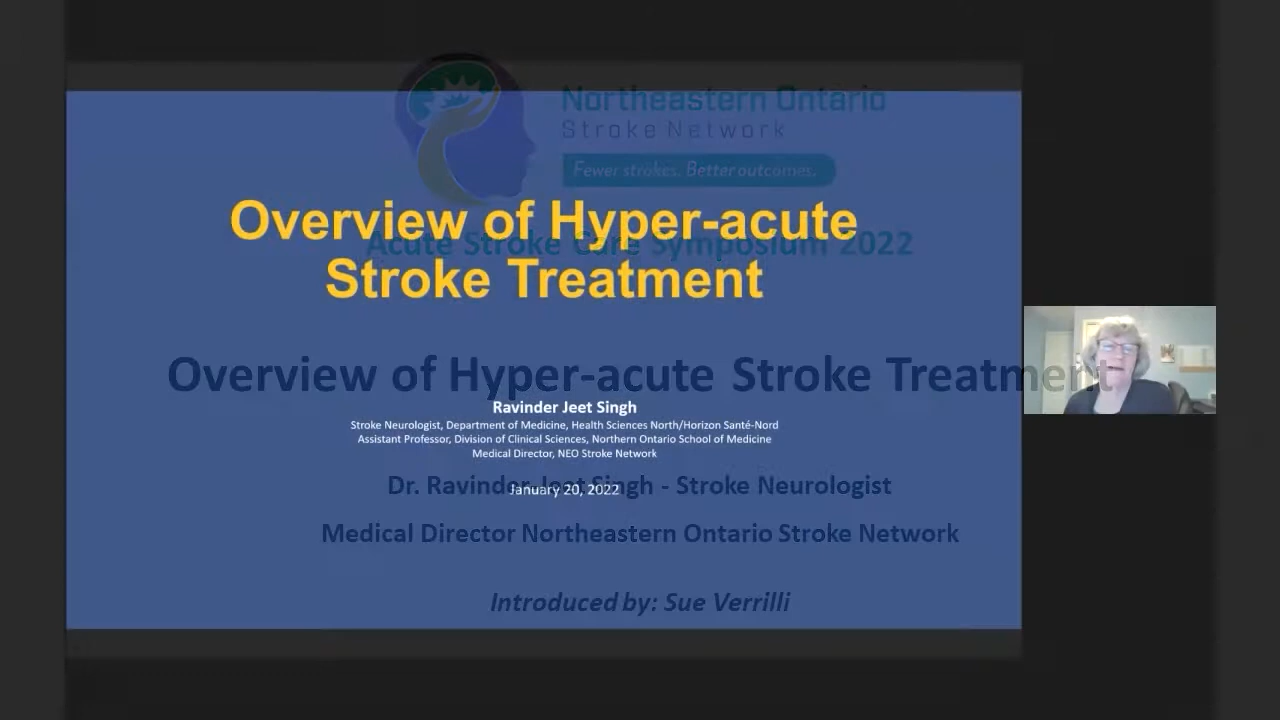 Northeastern Ontario
Stroke Network
Fewer strokes. Better outcomes.
Overview of Hyper-acute
Stroke Treatment
Acute Stroke Care Symposium 2022
Overview of Hyper-acute Stroke Treatment
Ravinder Jeet Singh
Stroke Neurologist, Department of Medicine, Health Sciences North/Horizon Santé-Nord
Assistant Professor, Division of Clinical Sciences, Northern Ontario School of Medicine
Medical Director, NEO Stroke Network
Dr. Ravinder Jeet Singh - Stroke Neurologist
January 20, 2022
Medical Director Northeastern Ontario Stroke Network
Introduced by: Sue Verrilli